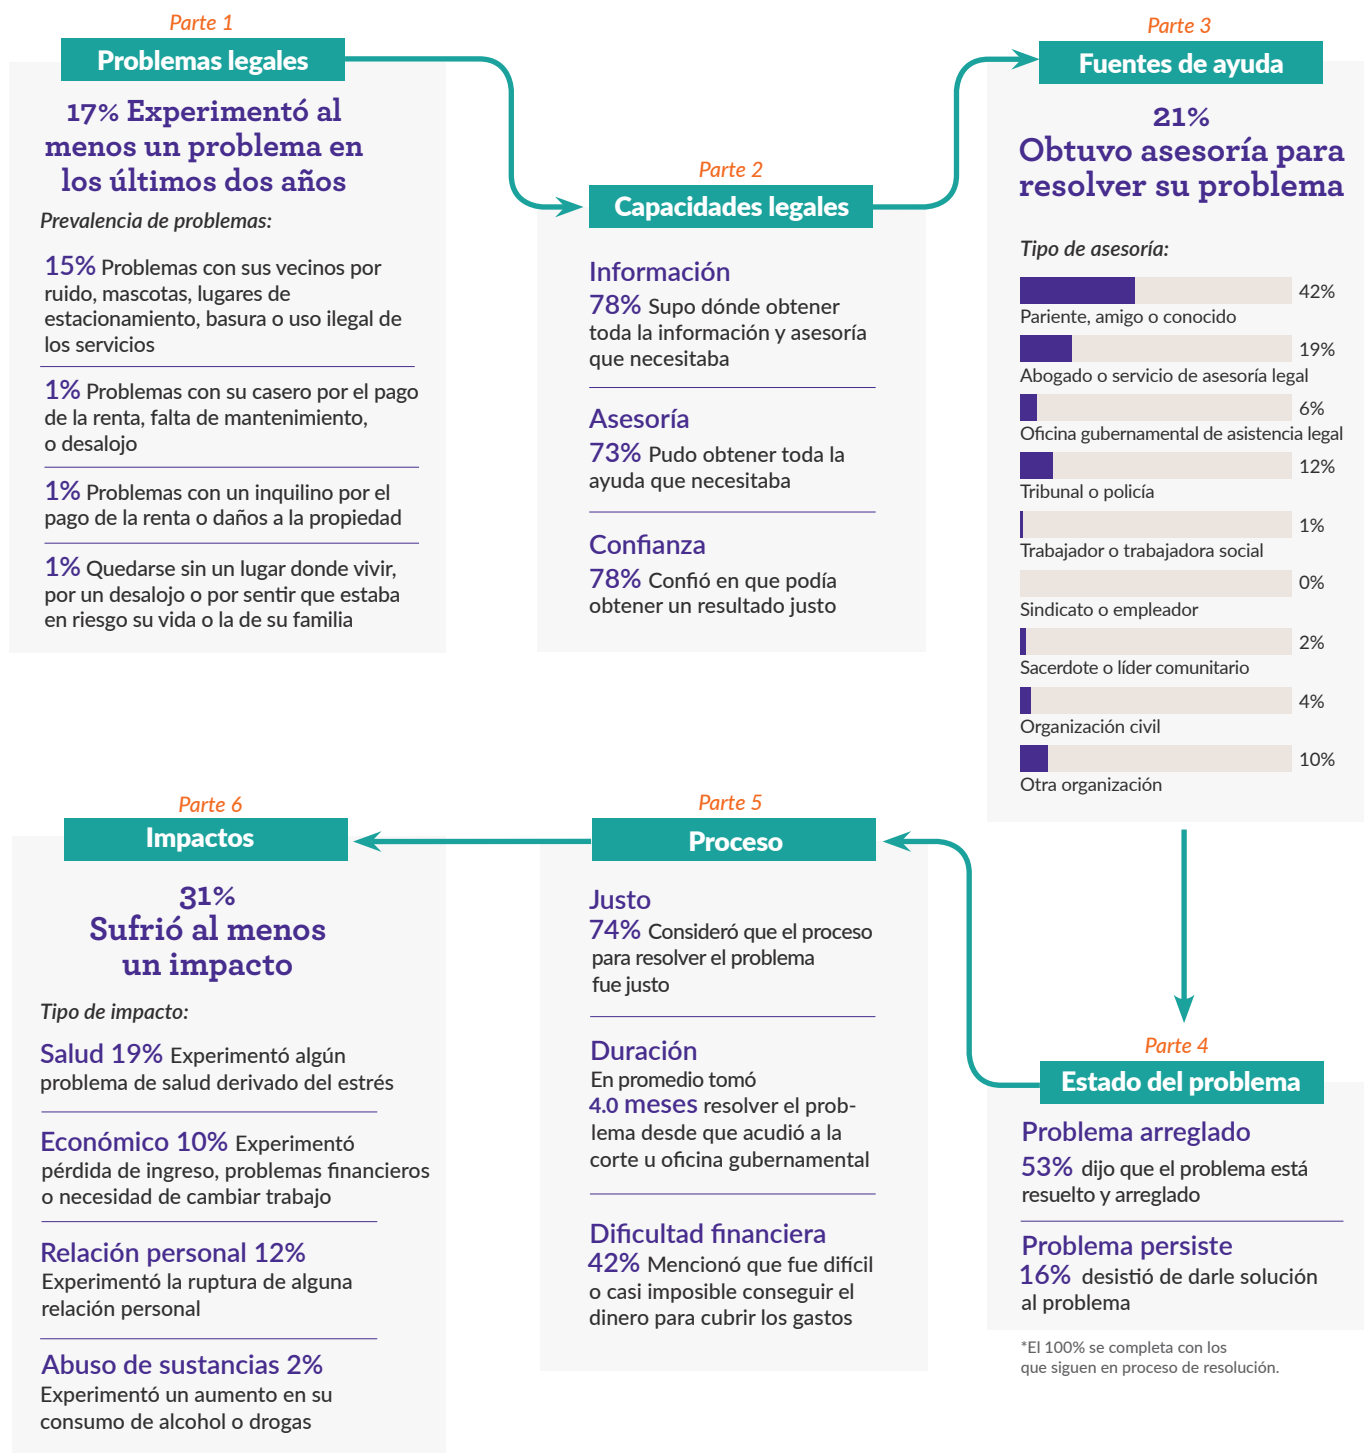 Parte 1
Problemas legales
17% Experimentó al
menos un problema en
los últimos dos años
Prevalencia de problemas:
15% Problemas con sus vecinos por
ruido, mascotas, lugares de
estacionamiento, basura o uso ilegal de
los servicios
1% Problemas con su casero por el pago
de la renta, falta de mantenimiento,
o desalojo
1% Problemas con un inquilino por el
pago de la renta o daños a la propiedad
1% Quedarse sin un lugar donde vivir,
por un desalojo o por sentir que estaba
en riesgo su vida o la de su familia
Parte 2
Capacidades legales
Información
78% Supo dónde obtener
toda la información y asesoría
que necesitaba
Asesoría
73% Pudo obtener toda la
ayuda que necesitaba
Confianza
78% Confió en que podía
obtener un resultado justo
Parte 3
Fuentes de ayuda
21%
Obtuvo asesoría para
resolver su problema
Tipo de asesoría:
42%
Pariente, amigo o conocido
19%
Abogado o servicio de asesoría legal
6%
Oficina gubernamental de asistencia legal
12%
Tribunal o policía
1%
Trabajador o trabajadora social
0%
Sindicato o empleador
2%
Sacerdote o líder comunitario
4%
Organización civil
10%
Otra organización
Parte 4
Estado del problema
Problema arreglado
53% dijo que el problema está
resuelto y arreglado
Problema persiste
16% desistió de darle solución
al problema
*El 100% se completa con los
que siguen en proceso de resolución.
Parte 5
Proceso
Justo
74% Consideró que el proceso
para resolver el problema
fue justo
Duración
En promedio tomó
4.0 meses resolver el prob-
lema desde que acudió a la
corte u oficina gubernamental
Dificultad financiera
42% Mencionó que fue difícil
o casi imposible conseguir el
dinero para cubrir los gastos
Parte 6
Impactos
31%
Sufrió al menos
un impacto
Tipo de impacto:
Salud 19% Experimentó algún
problema de salud derivado del estrés
Económico 10% Experimentó
pérdida de ingreso, problemas financieros
o necesidad de cambiar trabajo
Relación personal 12%
Experimentó la ruptura de alguna
relación personal
Abuso de sustancias 2%
Experimentó un aumento en su
consumo de alcohol o drogas